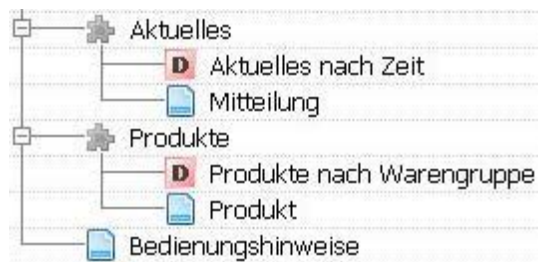 Aktuelles
D Aktuelles nach Zeit
Mitteilung
Produkte
D Produkte nach Warengruppe
Produkt
Bedienungshinweise